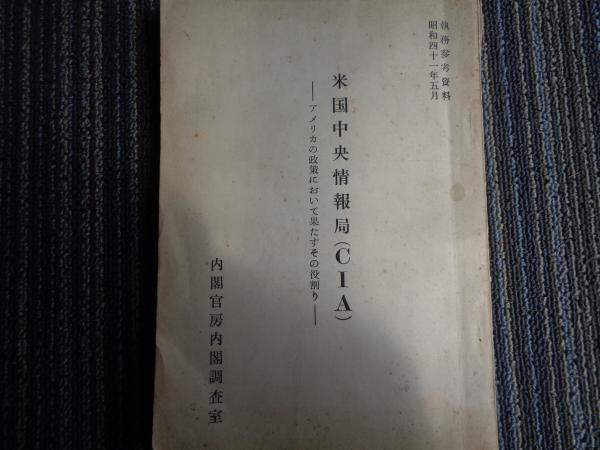 執務参考資料
昭和四十一年五月
米国中央情報局(CIA)
――アメリカの政策において果たすその役割り――
内閣官房内閣調査室